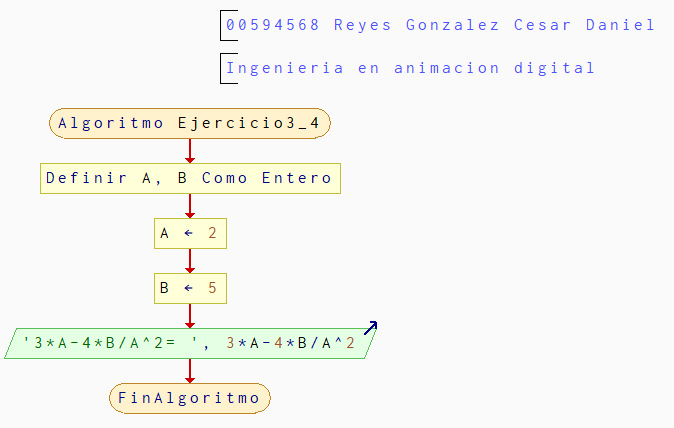 00594568 Reyes Gonzalez Cesar Daniel
Ingenieria en animacion digital
Algoritmo Ejercicio3_4
Definir A, B Como Entero
A ← 2
B ← 5
'3*A-4*B/A^2= ', 3*A-4*B/A^2
FinAlgoritmo